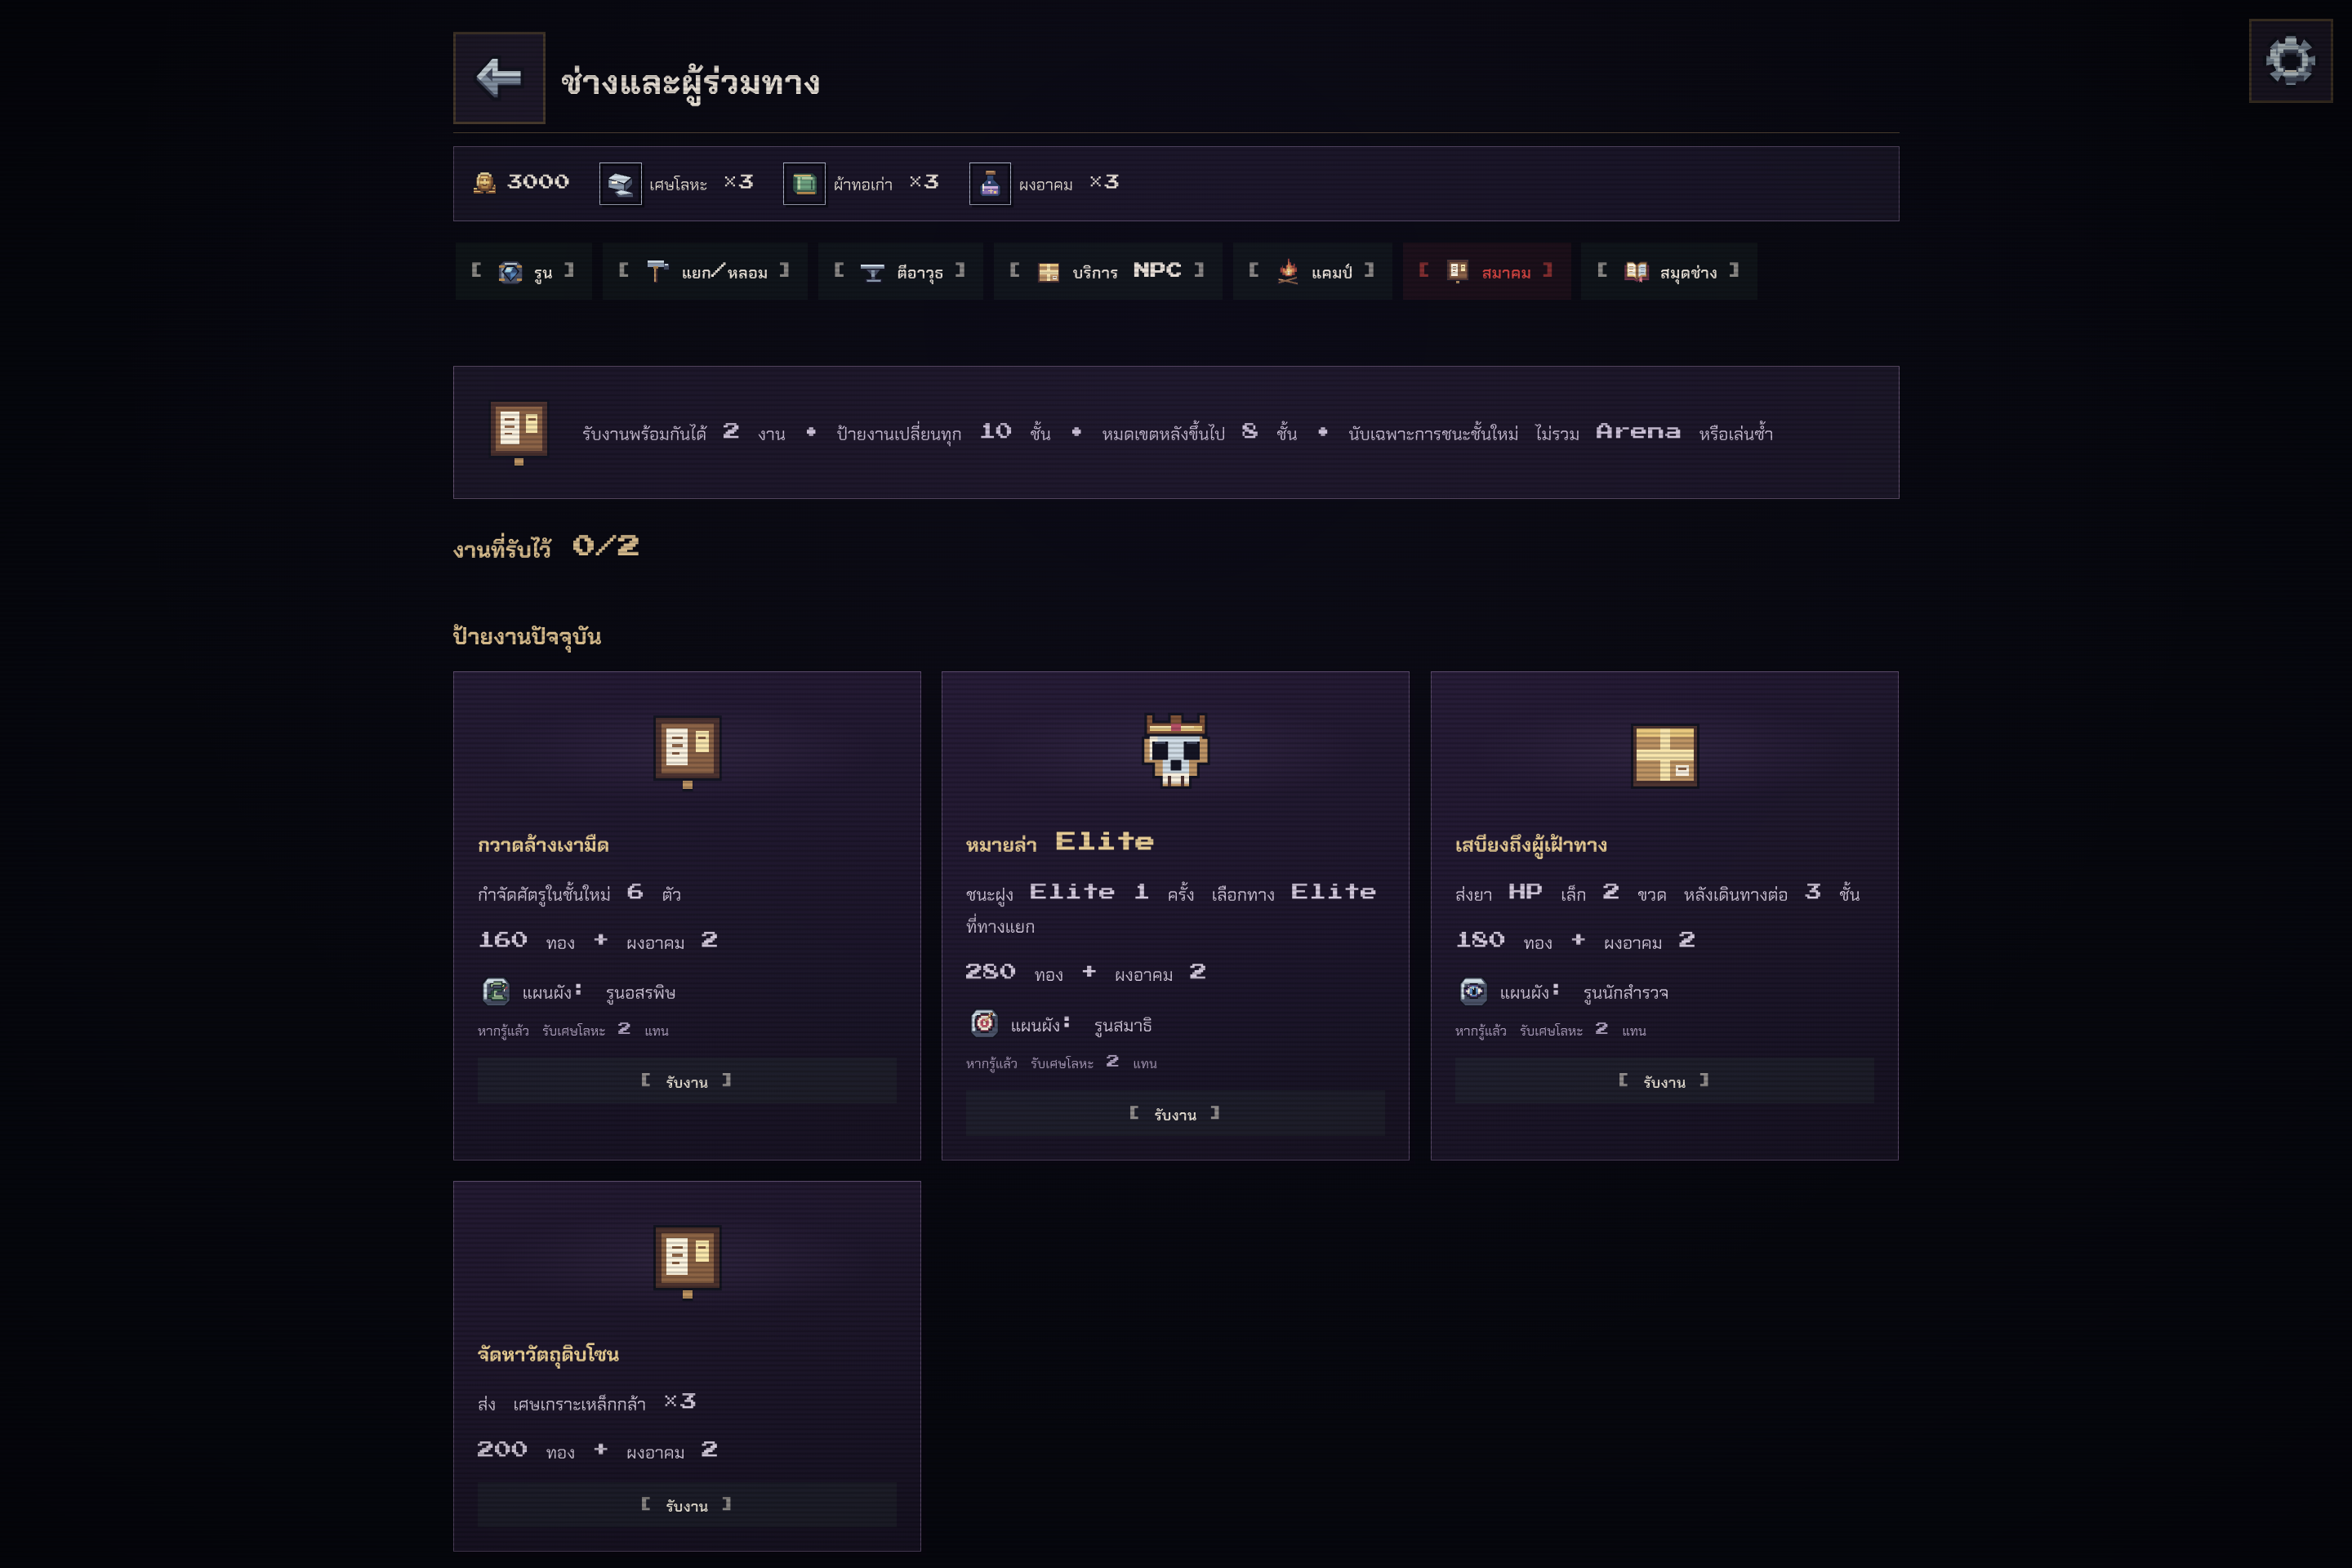 ช่างและผู้ร่วมทาง
3000 เศษโลหะ ×3 ผ้าทอเก่า ×3 ผงอาคม ×3
[ รูน ] [ แยก/หลอม ] [ ตีอาวุธ ] [ บริการ NPC ] [ แคมป์ ] [ สมาคม ] [ สมุดช่าง ]
รับงานพร้อมกันได้ 2 งาน • ป้ายงานเปลี่ยนทุก 10 ชั้น • หมดเขตหลังขึ้นไป 8 ชั้น • นับเฉพาะการชนะชั้นใหม่ ไม่รวม Arena หรือเล่นซ้ำ
งานที่รับไว้ 0/2
ป้ายงานปัจจุบัน
กวาดล้างเงามืด
กำจัดศัตรูในชั้นใหม่ 6 ตัว
160 ทอง + ผงอาคม 2
แผนผัง: รูนอสรพิษ
หากรู้แล้ว รับเศษโลหะ 2 แทน
[ รับงาน ]
หมายล่า Elite
ชนะฝูง Elite 1 ครั้ง เลือกทาง Elite
ที่ทางแยก
280 ทอง + ผงอาคม 2
แผนผัง: รูนสมาธิ
หากรู้แล้ว รับเศษโลหะ 2 แทน
[ รับงาน ]
เสบียงถึงผู้เฝ้าทาง
ส่งยา HP เล็ก 2 ขวด หลังเดินทางต่อ 3 ชั้น
180 ทอง + ผงอาคม 2
แผนผัง: รูนนักสำรวจ
หากรู้แล้ว รับเศษโลหะ 2 แทน
[ รับงาน ]
จัดหาวัตถุดิบโซน
ส่ง เศษเกราะเหล็กกล้า ×3
200 ทอง + ผงอาคม 2
[ รับงาน ]